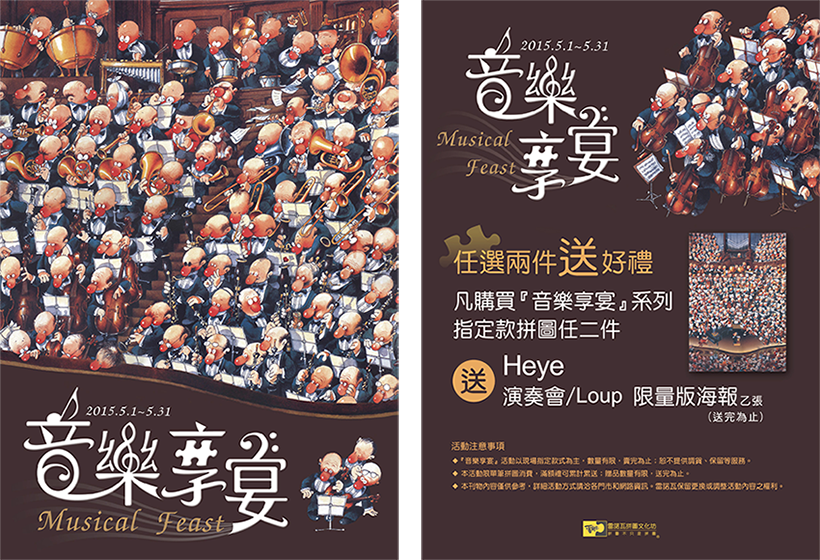 2015.5.1~5.31
音樂享宴
Musical Feast
2015.5.1~5.31
音樂
Musical
享宴
Feast
任選兩件送好禮
凡購買『音樂享宴』系列
指定款拼圖任二件
送
Heye
演奏會/Loup 限量版海報乙張
(送完為止)
活動注意事項
◆『音樂享宴』活動以現場指定款式為主，數量有限，賣完為止；恕不提供調貨、保留等服務。
◆ 本活動限單筆拼圖消費，滿額禮可累計累送；贈品數量有限，送完為止。
◆ 本刊物內容僅供參考，詳細活動方式請洽各門市和網路資訊。雷諾瓦保留更換或調整活動內容之權利。
雷諾瓦拼圖文化坊